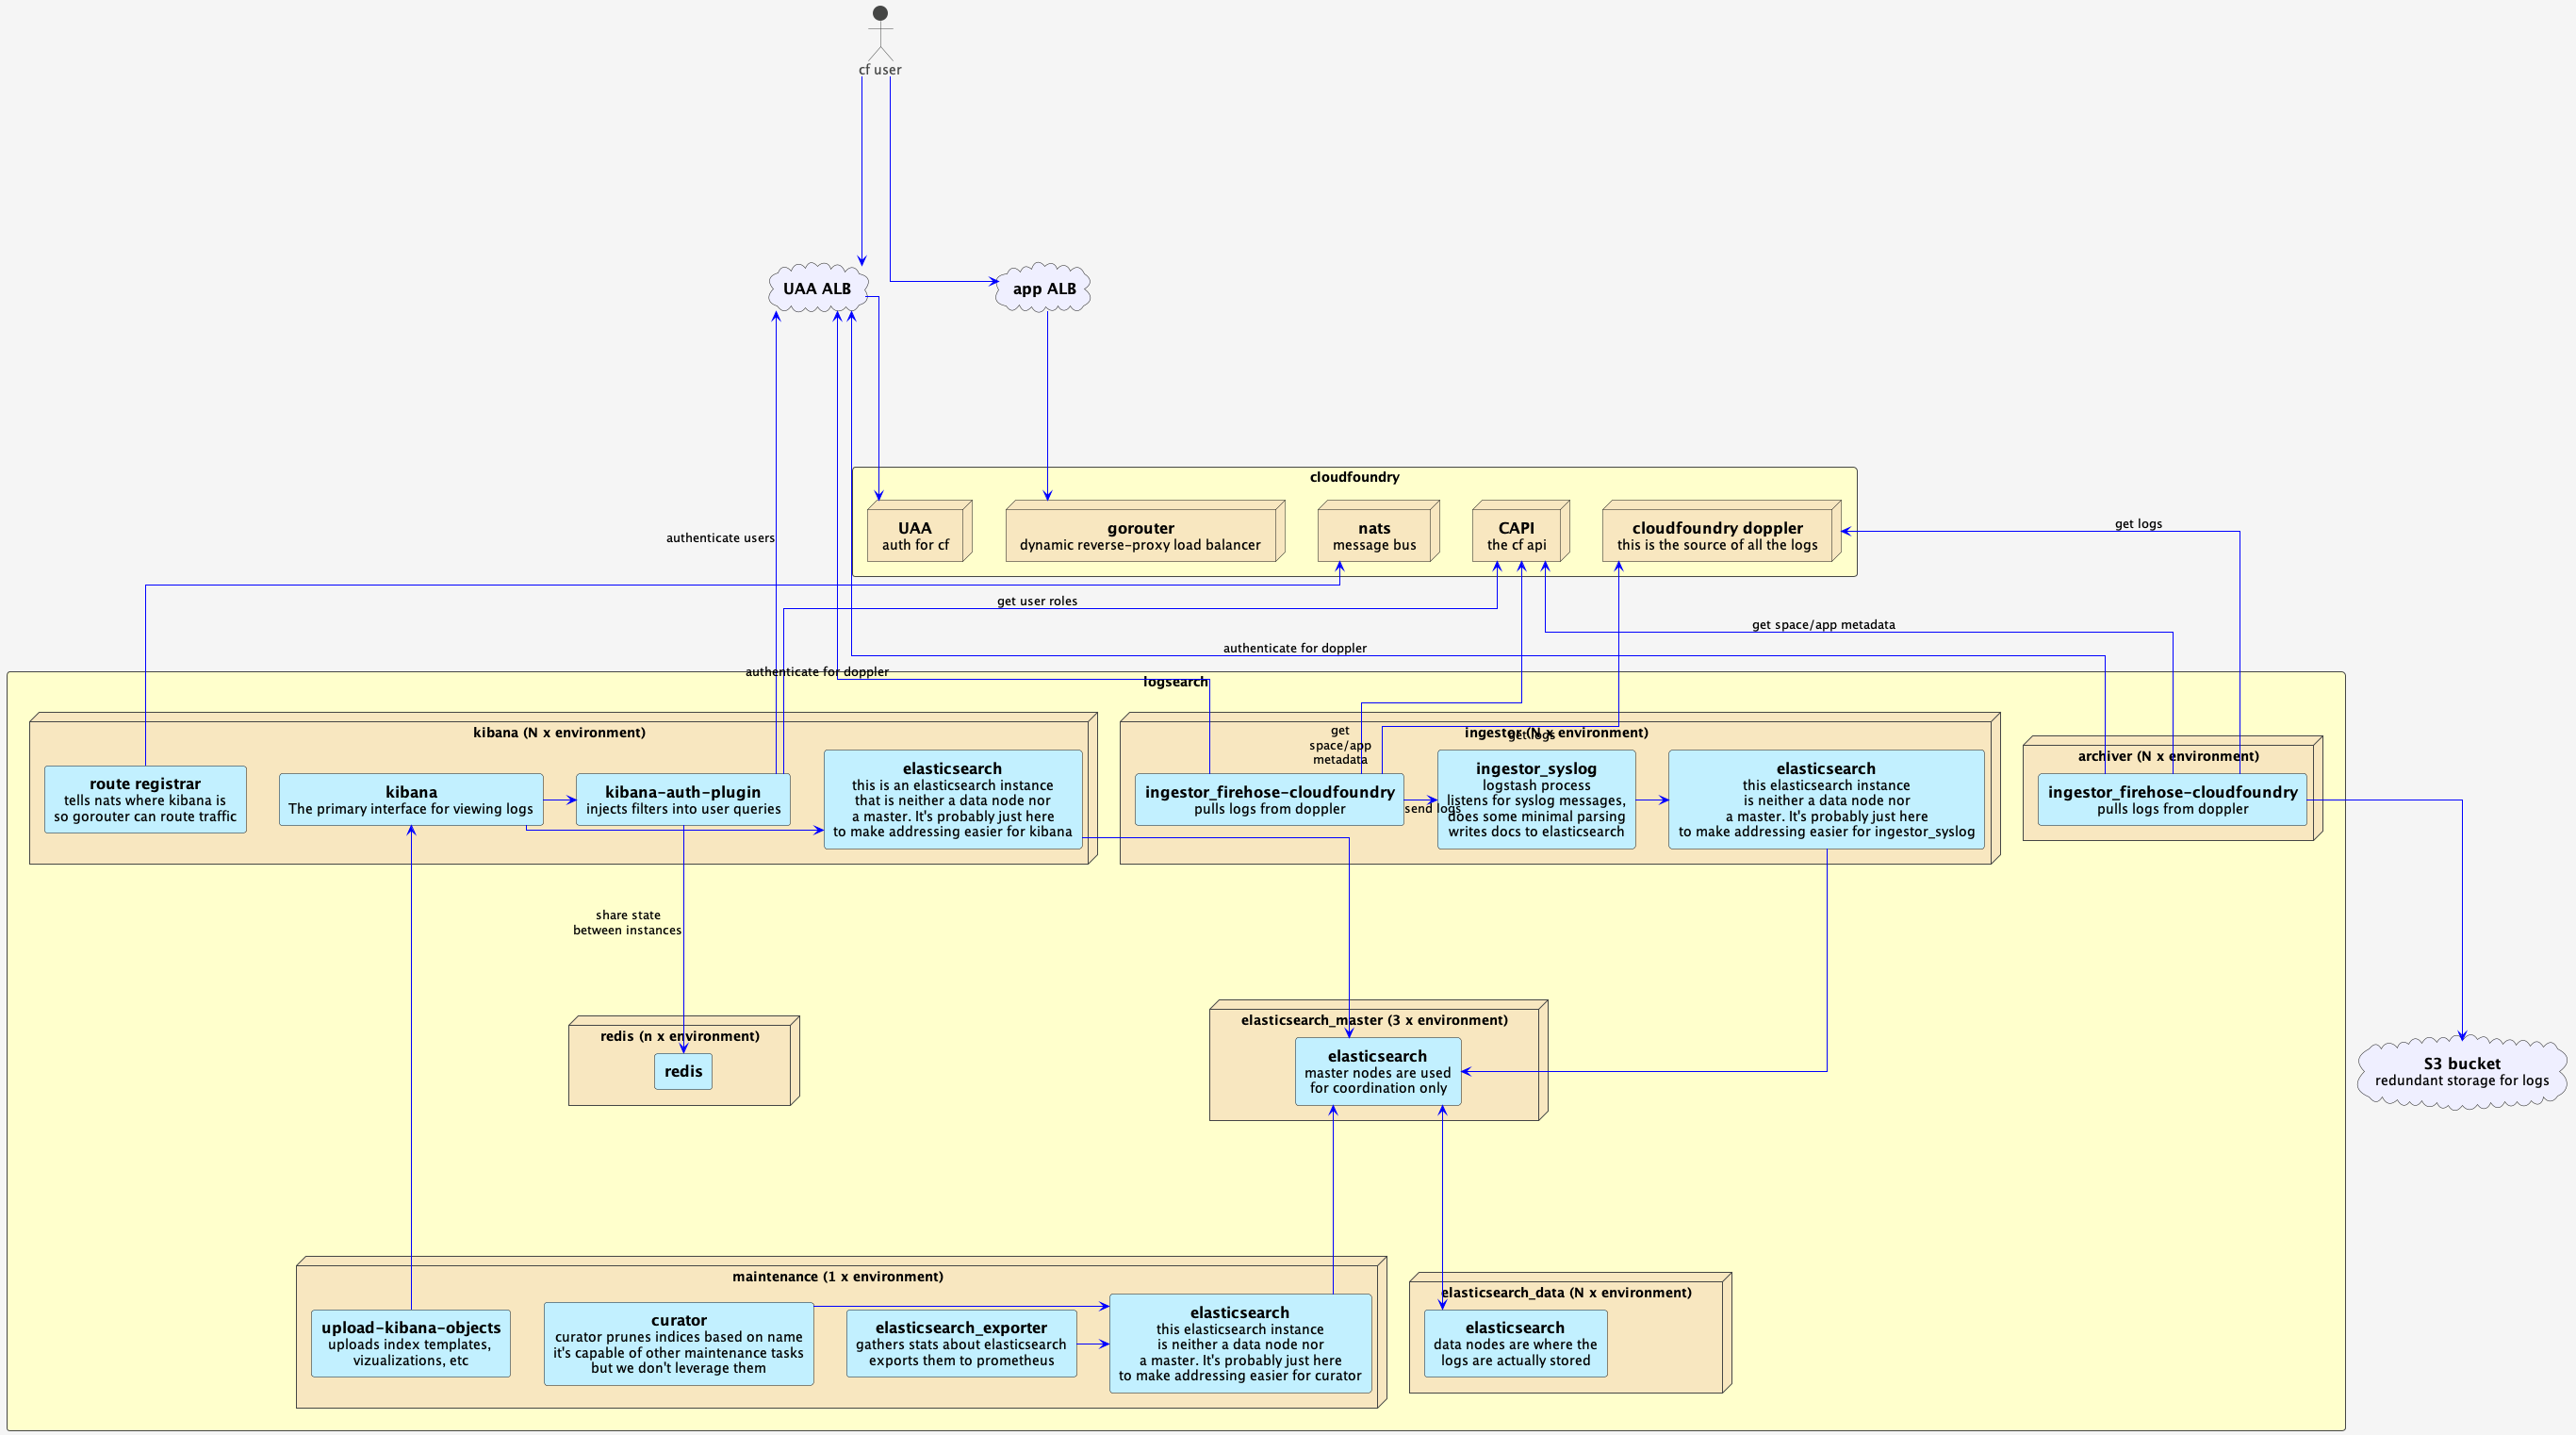 cf user
UAA ALB
app ALB
cloudfoundry
UAA
auth for cf
gorouter
dynamic reverse-proxy load balancer
nats
message bus
CAPI
the cf api
cloudfoundry doppler
this is the source of all the logs
get logs
authenticate users
get user roles
get space/app metadata
authenticate for doppler
authenticate for doppler
logsearch
kibana (N x environment)
route registrar
tells nats where kibana is
so gorouter can route traffic
kibana
The primary interface for viewing logs
kibana-auth-plugin
injects filters into user queries
elasticsearch
this is an elasticsearch instance
that is neither a data node nor
a master. It's probably just here
to make addressing easier for kibana
ingestor (N x environment)
get logs
get
space/app
metadata
ingestor_firehose-cloudfoundry
pulls logs from doppler
send logs
ingestor_syslog
logstash process
listens for syslog messages,
does some minimal parsing
writes docs to elasticsearch
elasticsearch
this elasticsearch instance
is neither a data node nor
a master. It's probably just here
to make addressing easier for ingestor_syslog
archiver (N x environment)
ingestor_firehose-cloudfoundry
pulls logs from doppler
share state
between instances
redis (n x environment)
redis
elasticsearch_master (3 x environment)
elasticsearch
master nodes are used
for coordination only
S3 bucket
redundant storage for logs
maintenance (1 x environment)
upload-kibana-objects
uploads index templates,
vizualizations, etc
curator
curator prunes indices based on name
it's capable of other maintenance tasks
but we don't leverage them
elasticsearch_exporter
gathers stats about elasticsearch
exports them to prometheus
elasticsearch
this elasticsearch instance
is neither a data node nor
a master. It's probably just here
to make addressing easier for curator
elasticsearch_data (N x environment)
elasticsearch
data nodes are where the
logs are actually stored